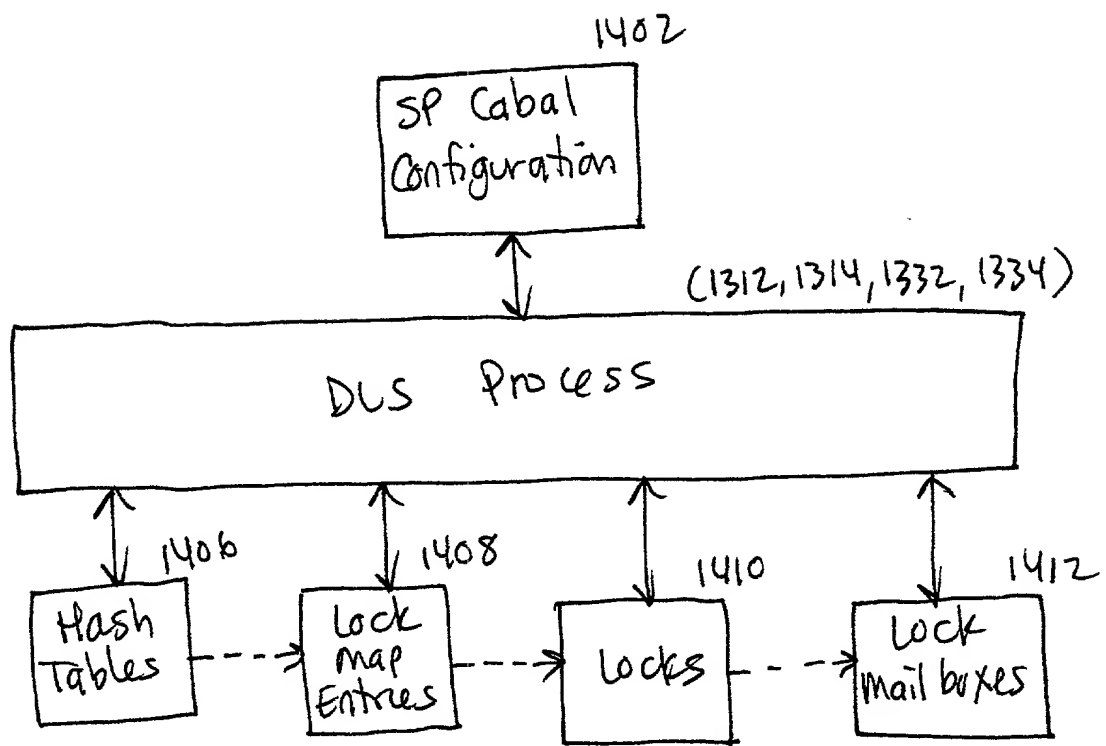 1402
SP Cabal
Configuration
(1312, 1314, 1332, 1334)
DLS Process
1406
1408
1410
1412
Hash
Tables
Lock
Map
Entries
Locks
Lock
mail boxes